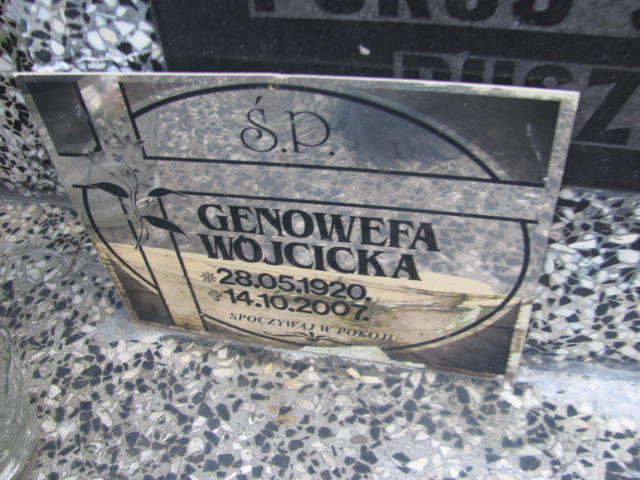 Ś.P.
GENOWEFA
WÓJCICKA
* 28.05.1920.
✞ 14.10.2007.
SPOCZYWAJ W POKOJU